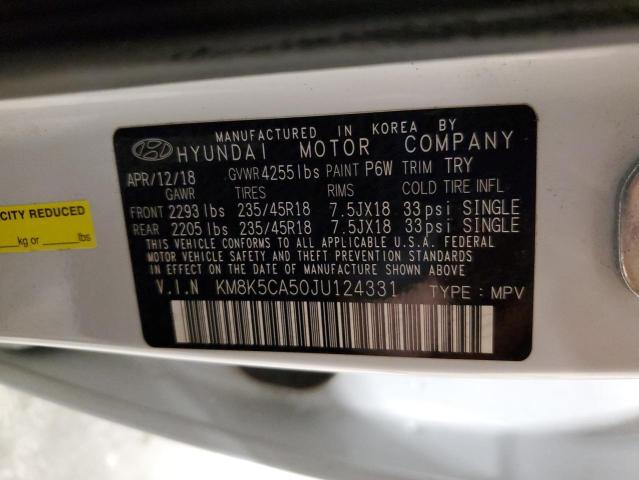 MANUFACTURED IN KOREA BY
HYUNDAI MOTOR COMPANY
APR/12/18 GVWR 4255lbs PAINT P6W TRIM TRY
GAWR TIRES RIMS COLD TIRE INFL
FRONT 2293 lbs 235/45R18 7.5JX18 33psi SINGLE
REAR 2205 lbs 235/45R18 7.5JX18 33psi SINGLE
THIS VEHICLE CONFORMS TO ALL APPLICABLE U.S.A. FEDERAL
MOTOR VEHICLE SAFETY AND THEFT PREVENTION STANDARDS
IN EFFECT ON THE DATE OF MANUFACTURE SHOWN ABOVE
V.I.N KM8K5CA50JU124331 TYPE : MPV
CITY REDUCED
kg or lbs